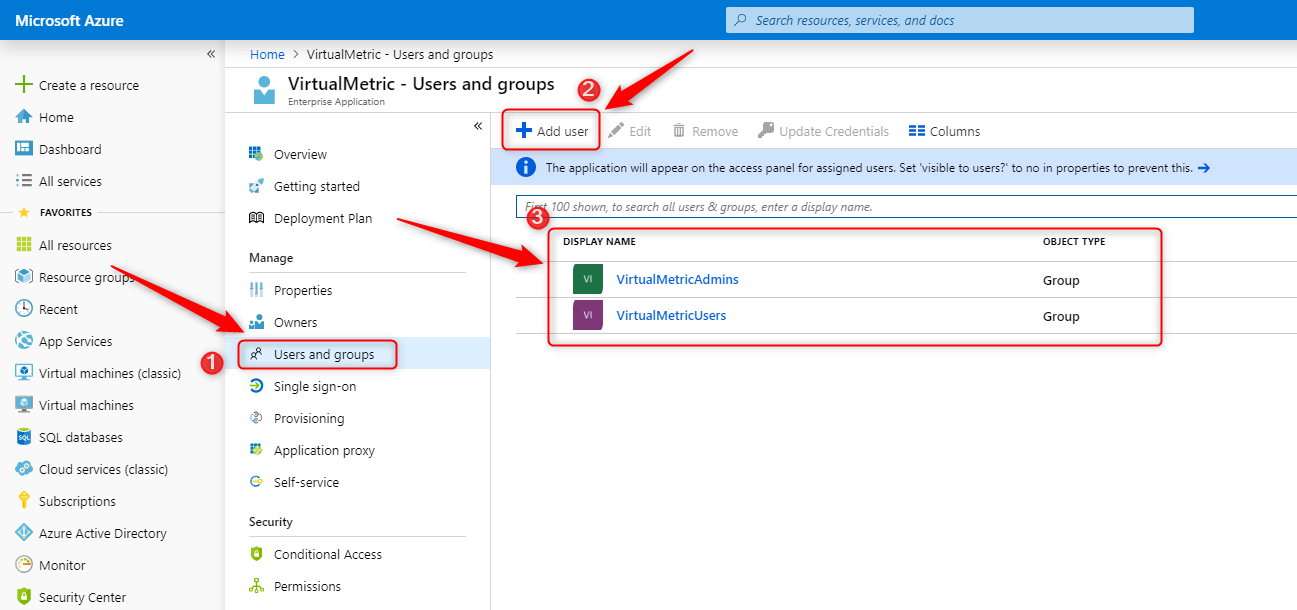 Microsoft Azure
Search resources, services, and docs
«
Create a resource
Home
Dashboard
All services
FAVORITES
All resources
Resource groups
Recent
App Services
Virtual machines (classic)
Virtual machines
SQL databases
Cloud services (classic)
Subscriptions
Azure Active Directory
Monitor
Security Center
Home > VirtualMetric - Users and groups
VirtualMetric - Users and groups
Enterprise Application
«
Overview
Getting started
Deployment Plan
Manage
Properties
Owners
1
Users and groups
Single sign-on
Provisioning
Application proxy
Self-service
Security
Conditional Access
Permissions
2
Add user Edit Remove Update Credentials Columns
The application will appear on the access panel for assigned users. Set 'visible to users?' to no in properties to prevent this. →
First 100 shown, to search all users & groups, enter a display name.
3
DISPLAY NAME OBJECT TYPE
VI VirtualMetricAdmins Group
VI VirtualMetricUsers Group